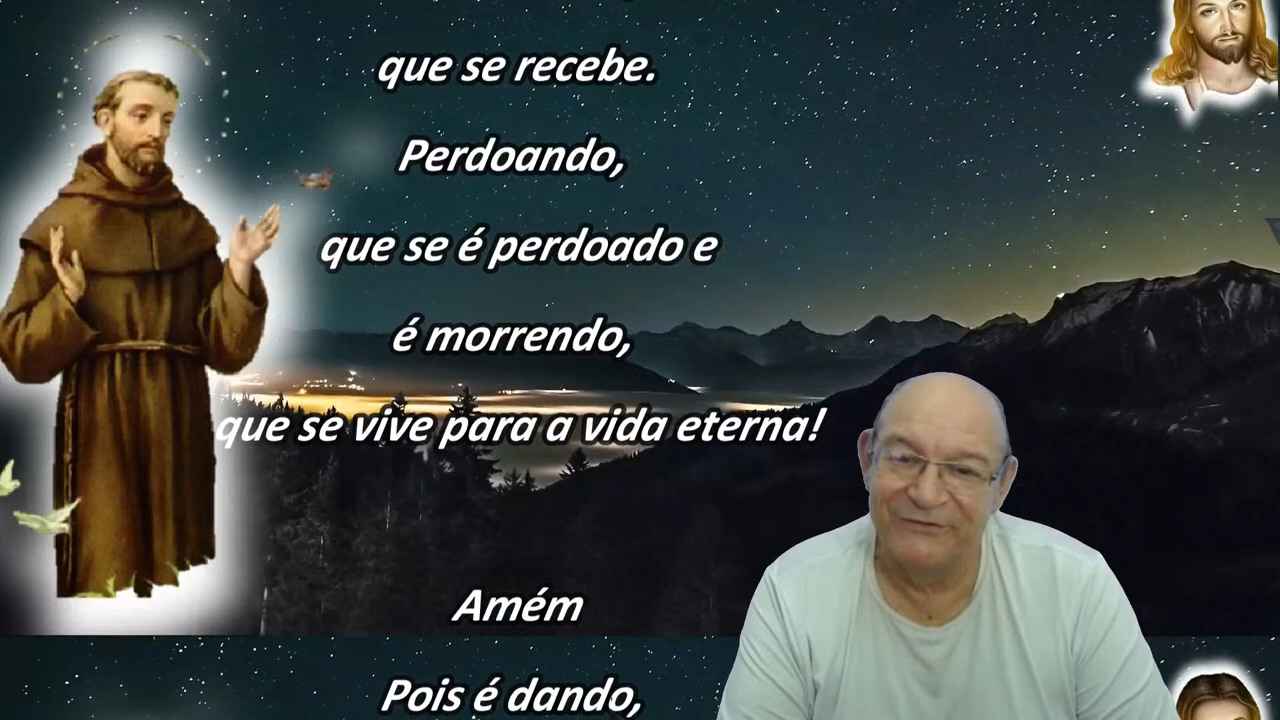 que se recebe.
Perdoando,
que se é perdoado e
é morrendo,
que se vive para a vida eterna!
Amém
Pois é dando,